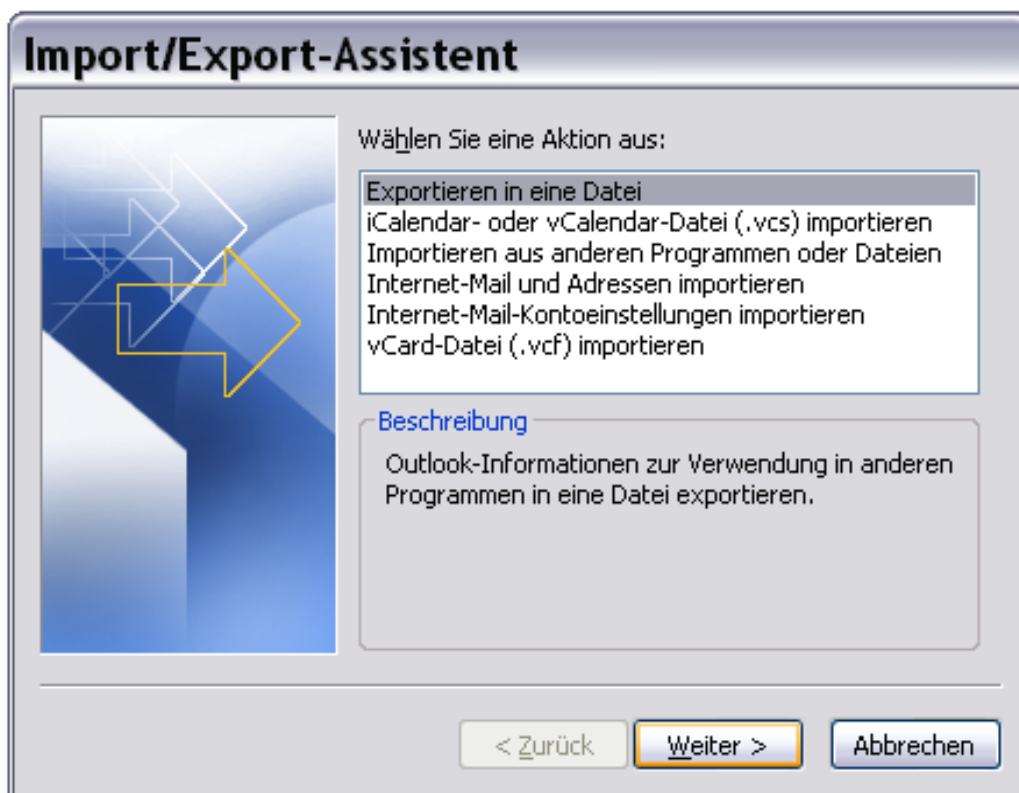 Import/Export-Assistent
Wählen Sie eine Aktion aus:
Exportieren in eine Datei
iCalendar- oder vCalendar-Datei (.vcs) importieren
Importieren aus anderen Programmen oder Dateien
Internet-Mail und Adressen importieren
Internet-Mail-Kontoeinstellungen importieren
vCard-Datei (.vcf) importieren
Beschreibung
Outlook-Informationen zur Verwendung in anderen
Programmen in eine Datei exportieren.
< Zurück
Weiter >
Abbrechen